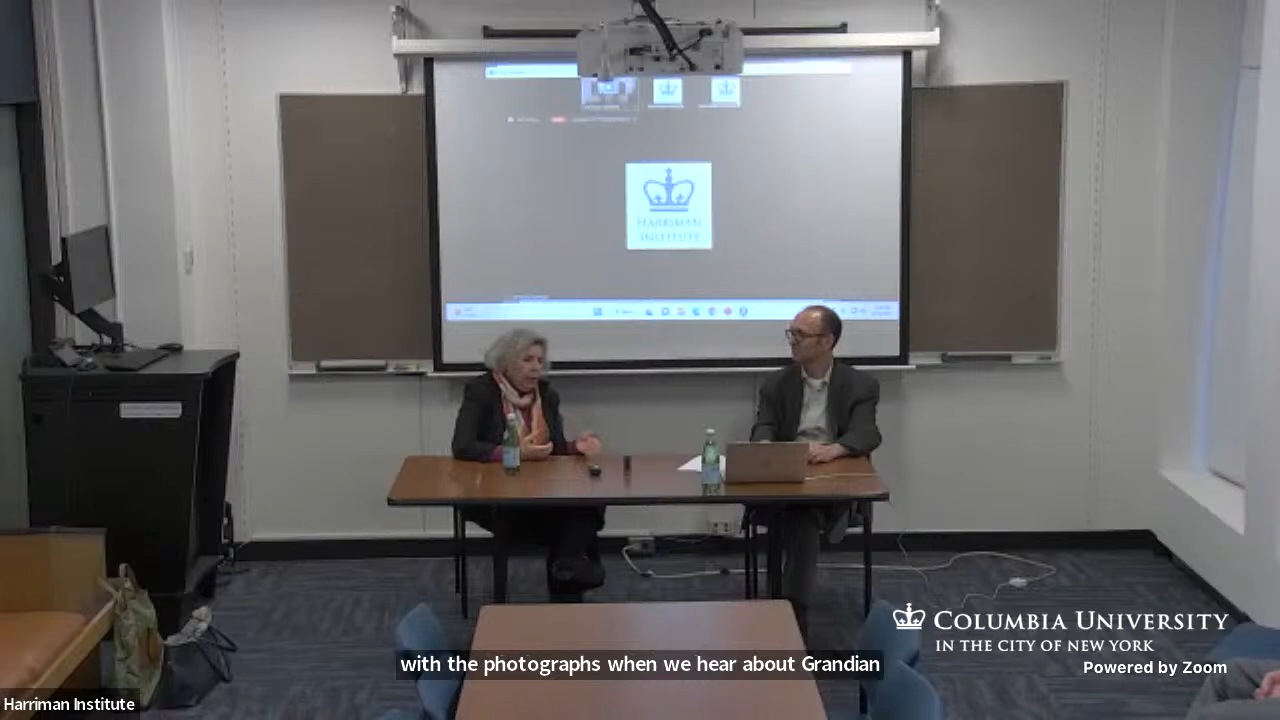 HARRIMAN
INSTITUTE
COLUMBIA UNIVERSITY
IN THE CITY OF NEW YORK
with the photographs when we hear about Grandian
Powered by Zoom
Harriman Institute